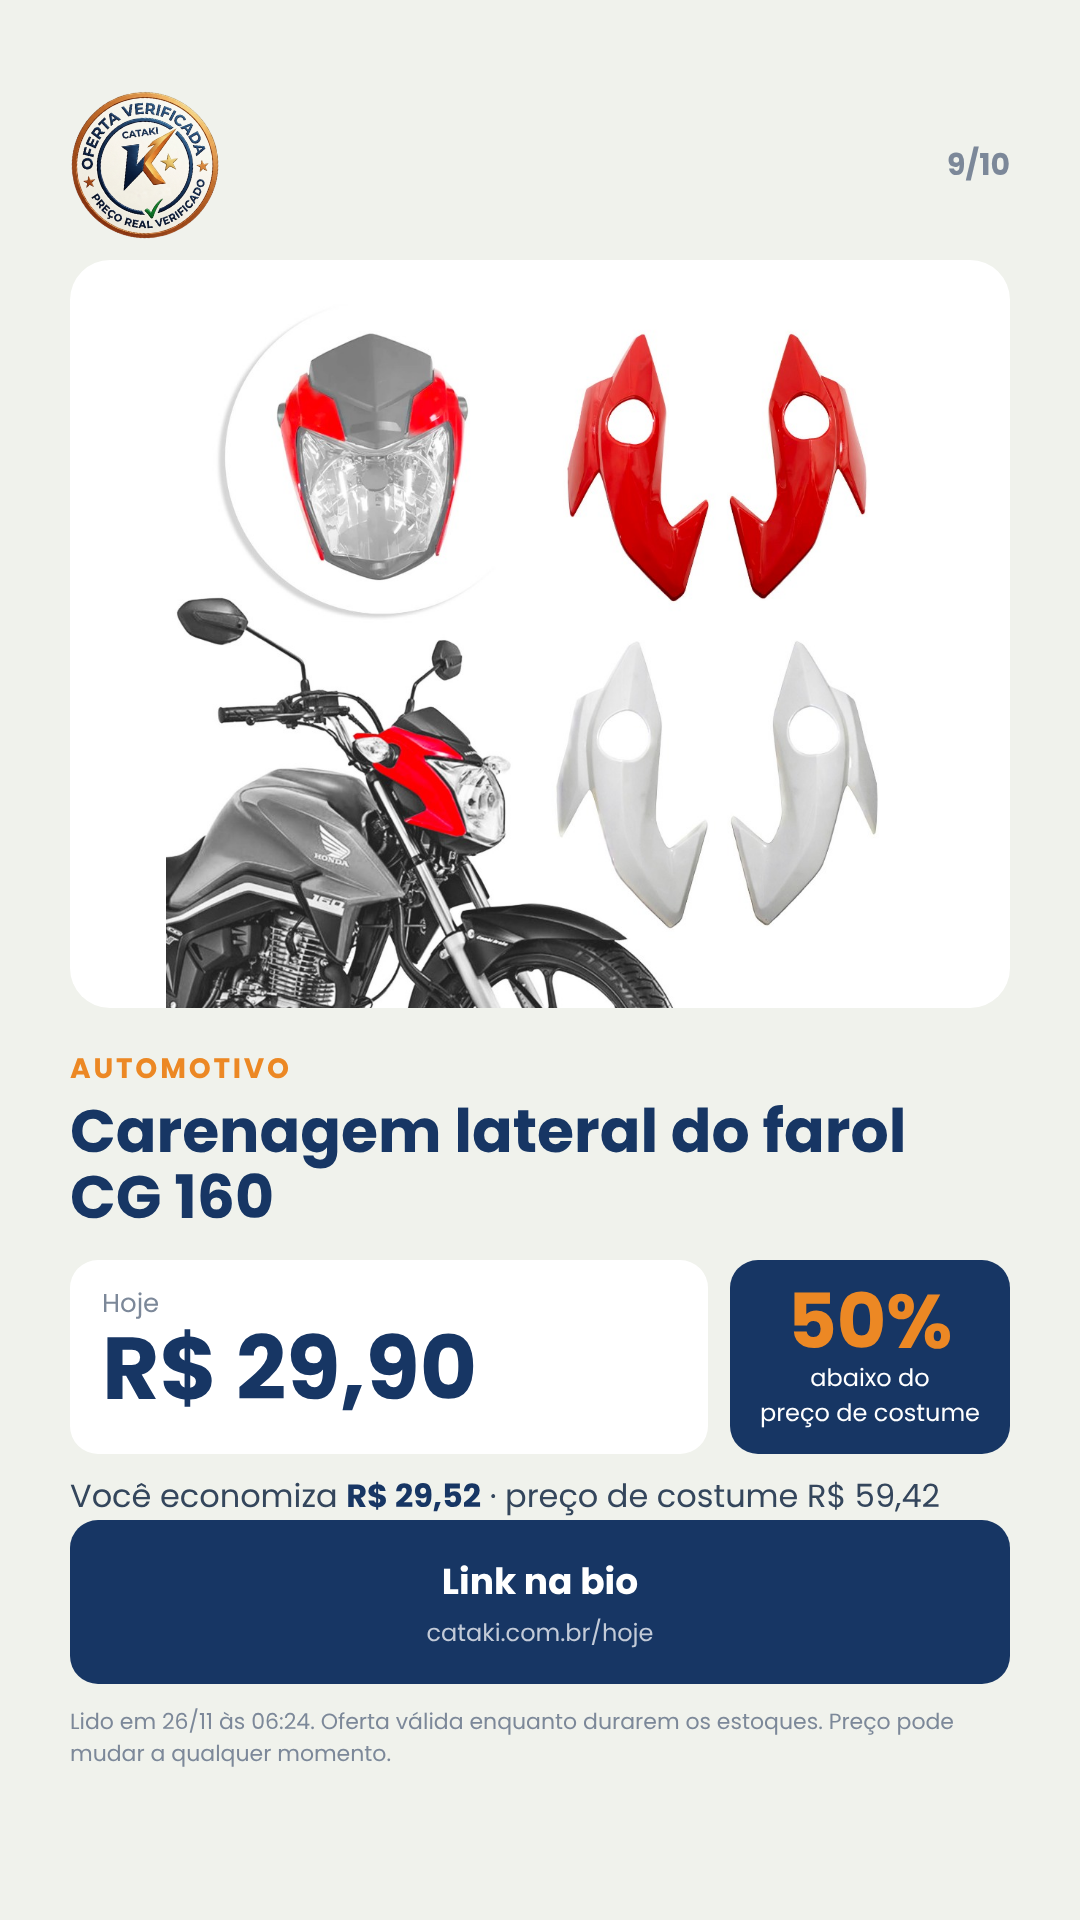 OFERTA VERIFICADA
CATAKI
K
PREÇO REAL VERIFICADO
9/10
HONDA
160
AUTOMOTIVO
Carenagem lateral do farol
CG 160
Hoje
R$ 29,90
50%
abaixo do
preço de costume
Você economiza R$ 29,52 · preço de costume R$ 59,42
Link na bio
cataki.com.br/hoje
Lido em 26/11 às 06:24. Oferta válida enquanto durarem os estoques. Preço pode
mudar a qualquer momento.